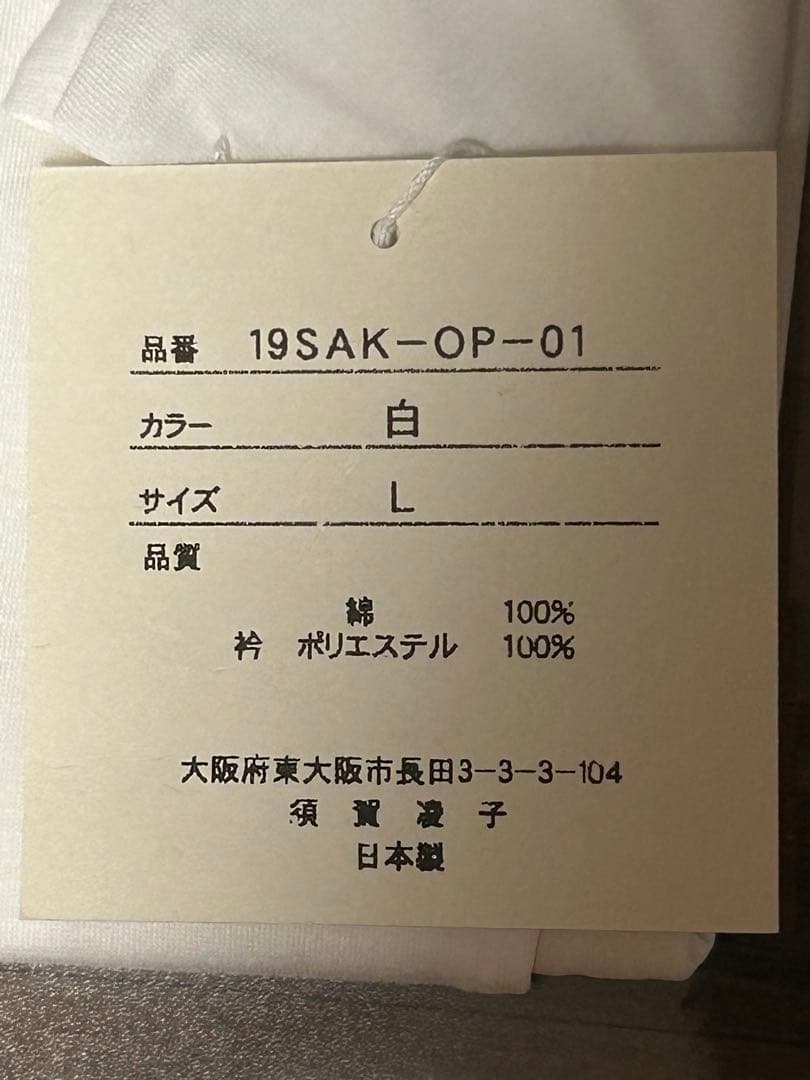 品番 19SAK-OP-01
カラー 白
サイズ L
品質
綿 100%
衿 ポリエステル 100%
大阪府東大阪市長田3-3-3-104
須賀凌子
日本製